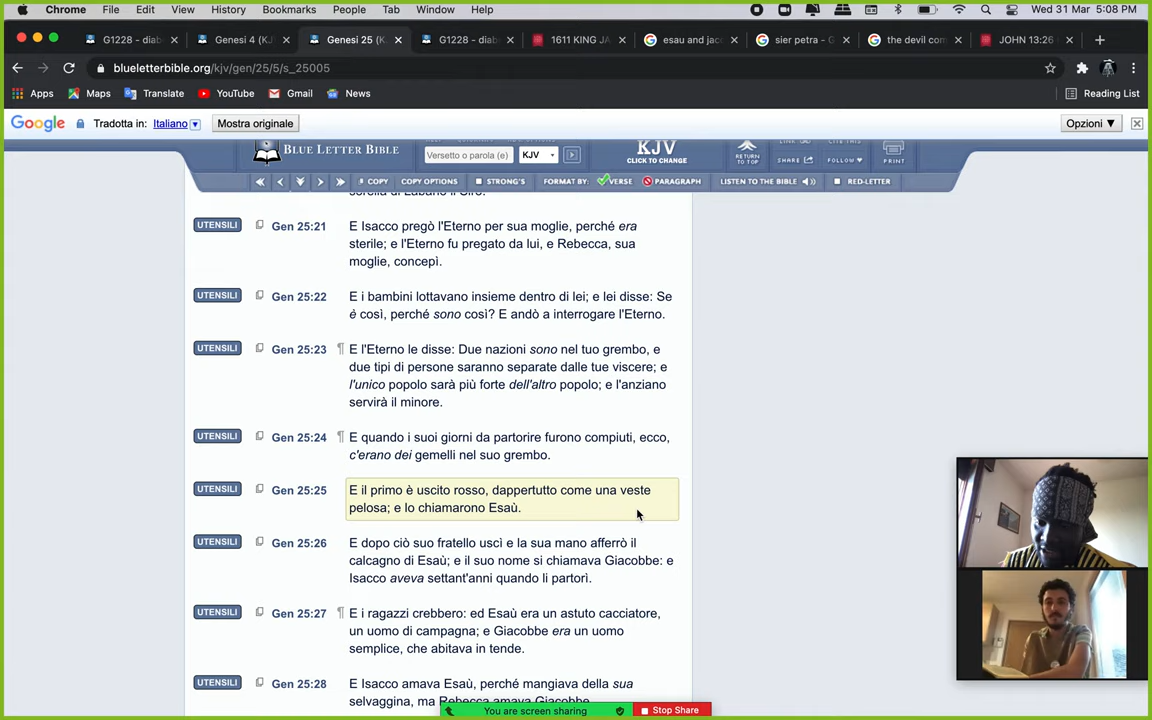 Chrome File Edit View History Bookmarks People Tab Window Help Wed 31 Mar 5:08 PM
G1228 - diab Genesi 4 (KJ Genesi 25 (K G1228 - diab 1611 KING JA esau and jac sier petra - G the devil com JOHN 13:26
blueletterbible.org/kjv/gen/25/5/s_25005
Apps Maps Translate YouTube Gmail News Reading List
Google Tradotta in: Italiano Mostra originale Opzioni ▼
BLUE LETTER BIBLE Versetto o parola (e) KJV KJV CLICK TO CHANGE RETURN TO TOP SHARE FOLLOW PRINT
COPY COPY OPTIONS STRONG'S FORMAT BY: VERSE PARAGRAPH LISTEN TO THE BIBLE RED-LETTER
sorella di Labano il Siro.
UTENSILI Gen 25:21 E Isacco pregò l'Eterno per sua moglie, perché era
sterile; e l'Eterno fu pregato da lui, e Rebecca, sua
moglie, concepì.
UTENSILI Gen 25:22 E i bambini lottavano insieme dentro di lei; e lei disse: Se
è così, perché sono così? E andò a interrogare l'Eterno.
UTENSILI Gen 25:23 ¶ E l'Eterno le disse: Due nazioni sono nel tuo grembo, e
due tipi di persone saranno separate dalle tue viscere; e
l'unico popolo sarà più forte dell'altro popolo; e l'anziano
servirà il minore.
UTENSILI Gen 25:24 ¶ E quando i suoi giorni da partorire furono compiuti, ecco,
c'erano dei gemelli nel suo grembo.
UTENSILI Gen 25:25 E il primo è uscito rosso, dappertutto come una veste
pelosa; e lo chiamarono Esaù.
UTENSILI Gen 25:26 E dopo ciò suo fratello uscì e la sua mano afferrò il
calcagno di Esaù; e il suo nome si chiamava Giacobbe: e
Isacco aveva settant'anni quando li partorì.
UTENSILI Gen 25:27 ¶ E i ragazzi crebbero: ed Esaù era un astuto cacciatore,
un uomo di campagna; e Giacobbe era un uomo
semplice, che abitava in tende.
UTENSILI Gen 25:28 E Isacco amava Esaù, perché mangiava della sua
selvaggina, ma Rebecca amava Giacobbe.
You are screen sharing Stop Share